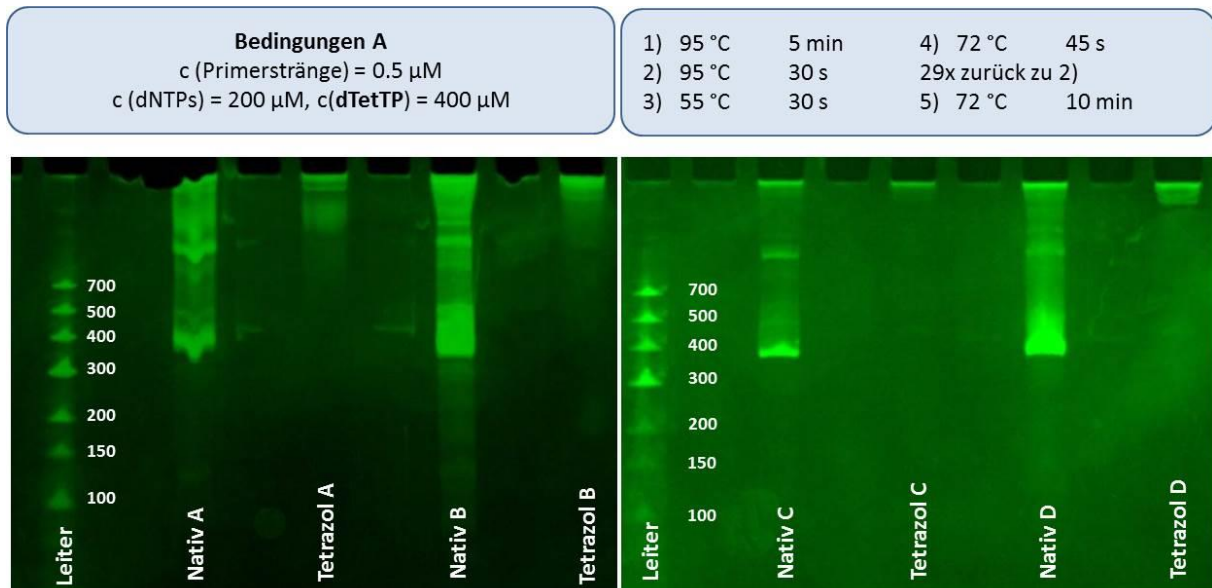 Bedingungen A
c (Primerstränge) = 0.5 µM
c (dNTPs) = 200 µM, c(dTetTP) = 400 µM
1) 95 °C 5 min 4) 72 °C 45 s
2) 95 °C 30 s 29x zurück zu 2)
3) 55 °C 30 s 5) 72 °C 10 min
700
500
400
300
200
150
100
Leiter
Nativ A
Tetrazol A
Nativ B
Tetrazol B
700
500
400
300
200
150
100
Leiter
Nativ C
Tetrazol C
Nativ D
Tetrazol D